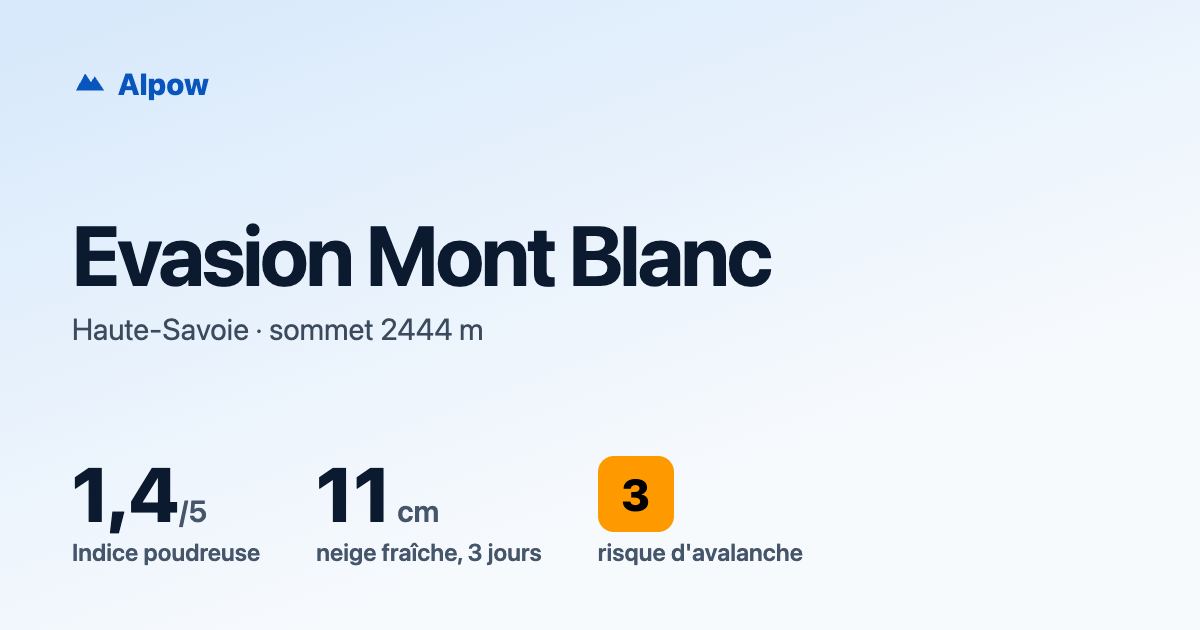 Alpow
Evasion Mont Blanc
Haute-Savoie · sommet 2444 m
1,4/5
Indice poudreuse
11 cm
neige fraîche, 3 jours
3
risque d'avalanche